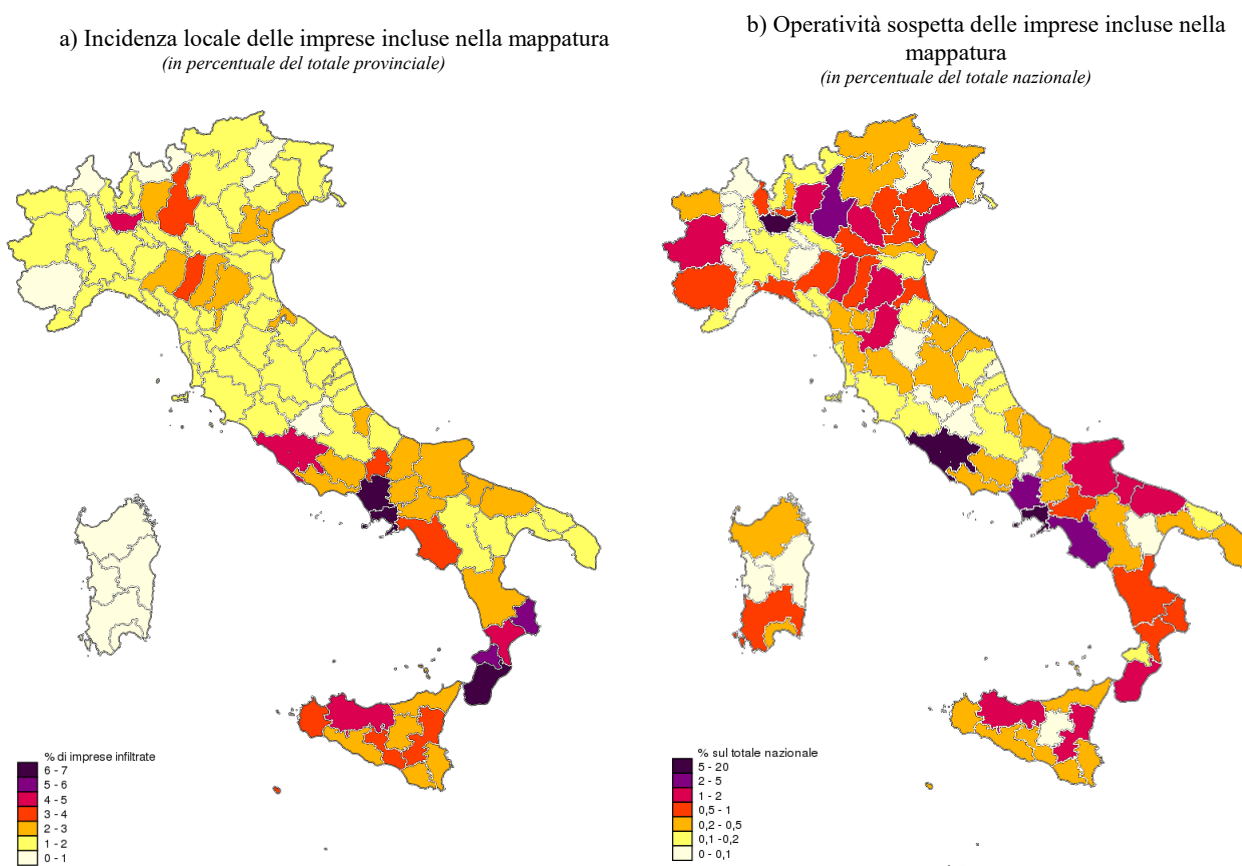 a) Incidenza locale delle imprese incluse nella mappatura
(in percentuale del totale provinciale)
b) Operatività sospetta delle imprese incluse nella
mappatura
(in percentuale del totale nazionale)
% di imprese infiltrate
6 - 7
5 - 6
4 - 5
3 - 4
2 - 3
1 - 2
0 - 1
% sul totale nazionale
5 - 20
2 - 5
1 - 2
0,5 - 1
0,2 - 0,5
0,1 -0,2
0 - 0,1